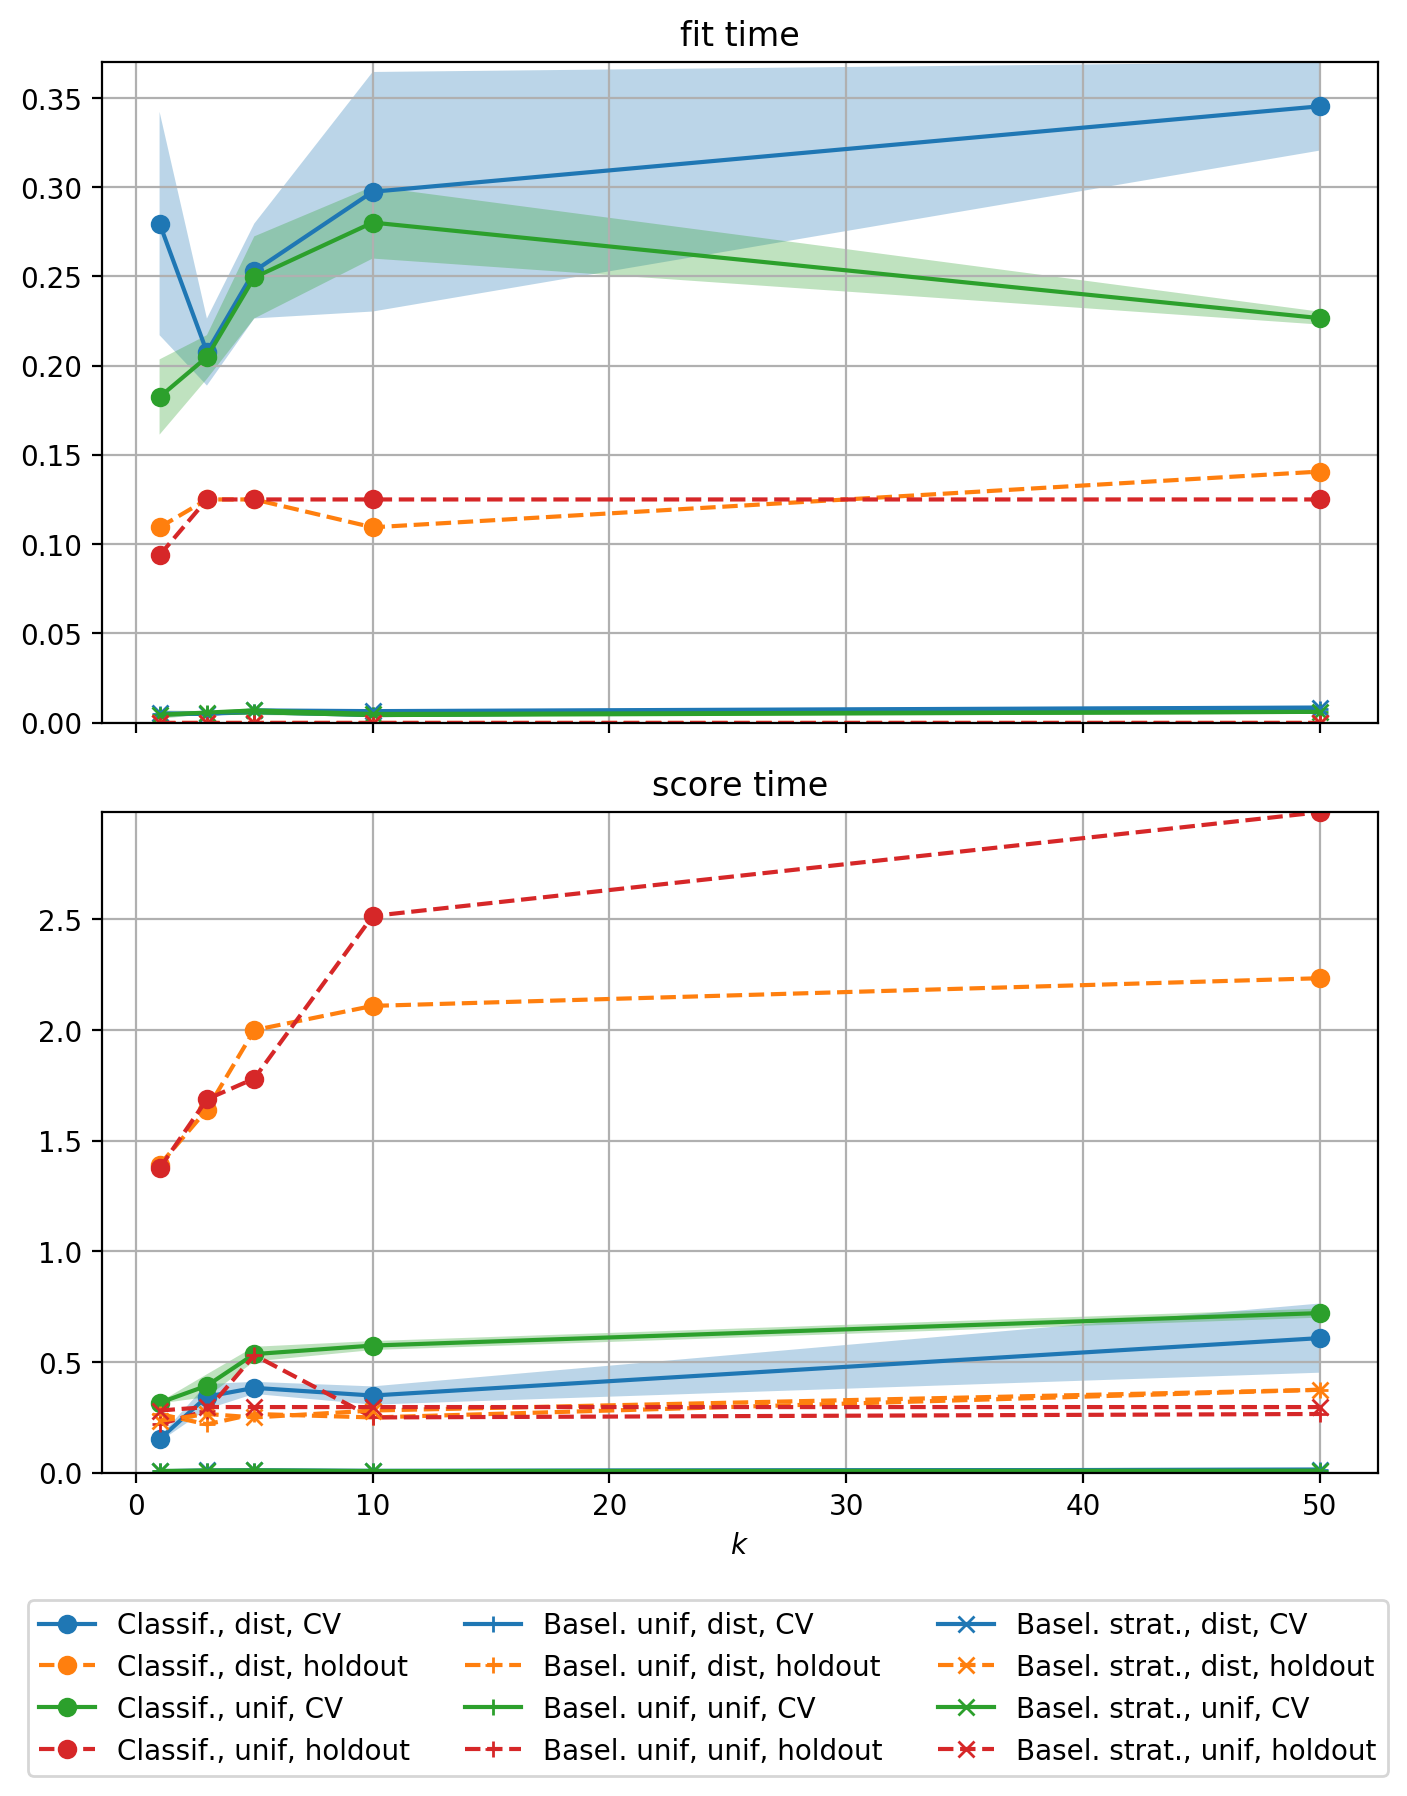 fit time
0.35
0.30
0.25
0.20
0.15
0.10
0.05
0.00
score time
2.5
2.0
1.5
1.0
0.5
0.0
0 10 20 30 40 50
k
Classif., dist, CV Basel. unif, dist, CV Basel. strat., dist, CV
Classif., dist, holdout Basel. unif, dist, holdout Basel. strat., dist, holdout
Classif., unif, CV Basel. unif, unif, CV Basel. strat., unif, CV
Classif., unif, holdout Basel. unif, unif, holdout Basel. strat., unif, holdout